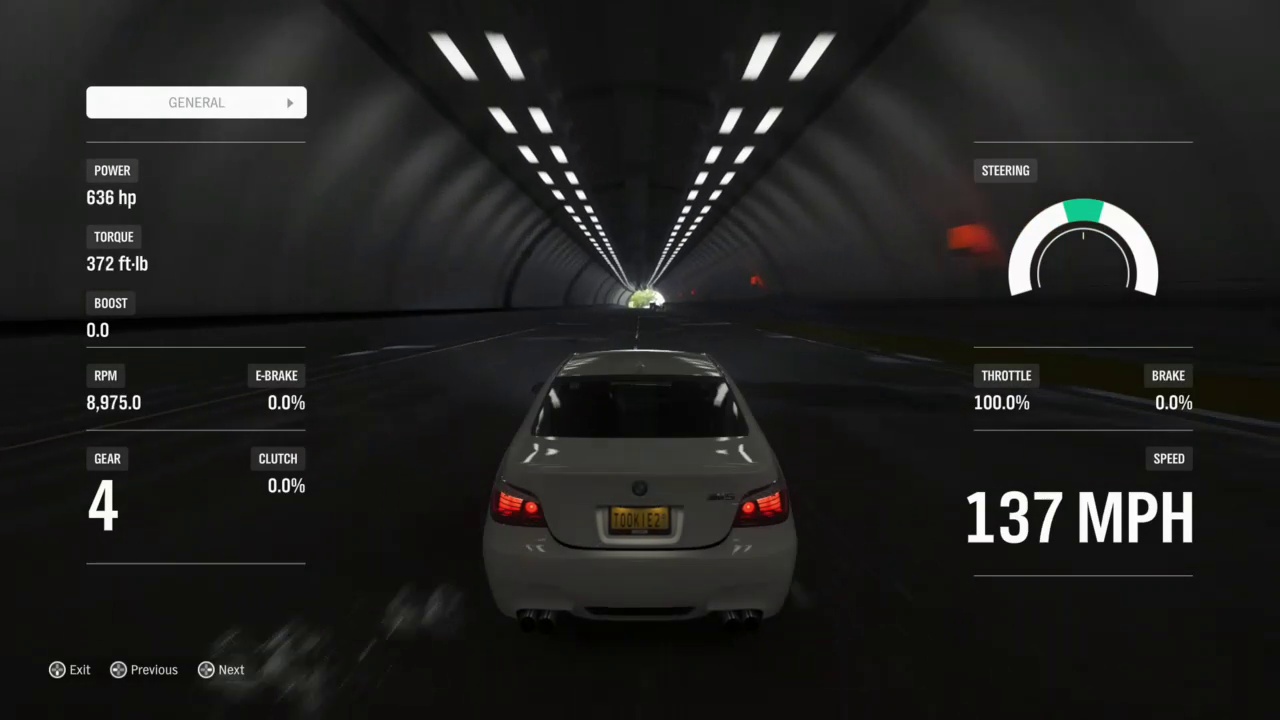 GENERAL
POWER
636 hp
TORQUE
372 ft·lb
BOOST
0.0
RPM
E-BRAKE
8,975.0
0.0%
GEAR
CLUTCH
4
0.0%
STEERING
THROTTLE
BRAKE
100.0%
0.0%
SPEED
137 MPH
M5
TOOKIE2
Exit
Previous
Next